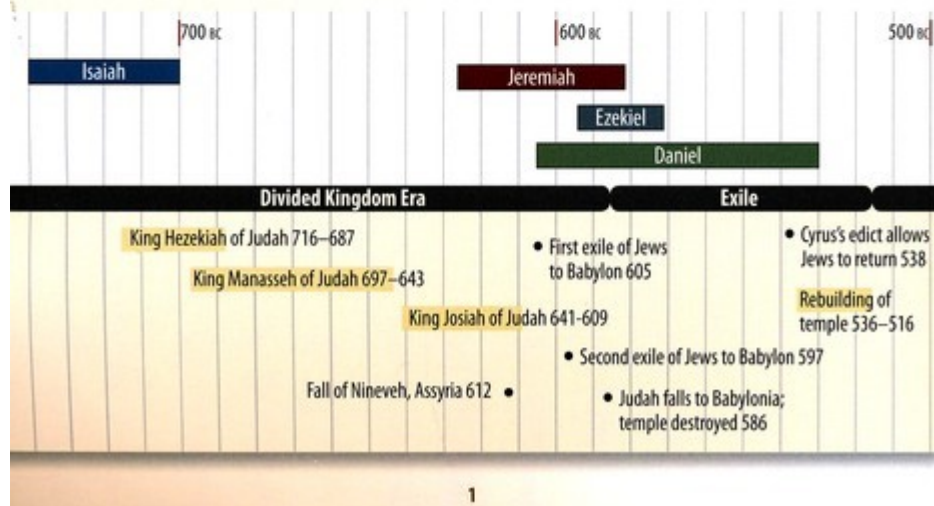 700 BC
600 BC
500 BC
Isaiah
Jeremiah
Ezekiel
Daniel
Divided Kingdom Era
Exile
King Hezekiah of Judah 716–687
King Manasseh of Judah 697–643
King Josiah of Judah 641-609
Fall of Nineveh, Assyria 612
First exile of Jews
to Babylon 605
Second exile of Jews to Babylon 597
Judah falls to Babylonia;
temple destroyed 586
Cyrus's edict allows
Jews to return 538
Rebuilding of
temple 536–516
1